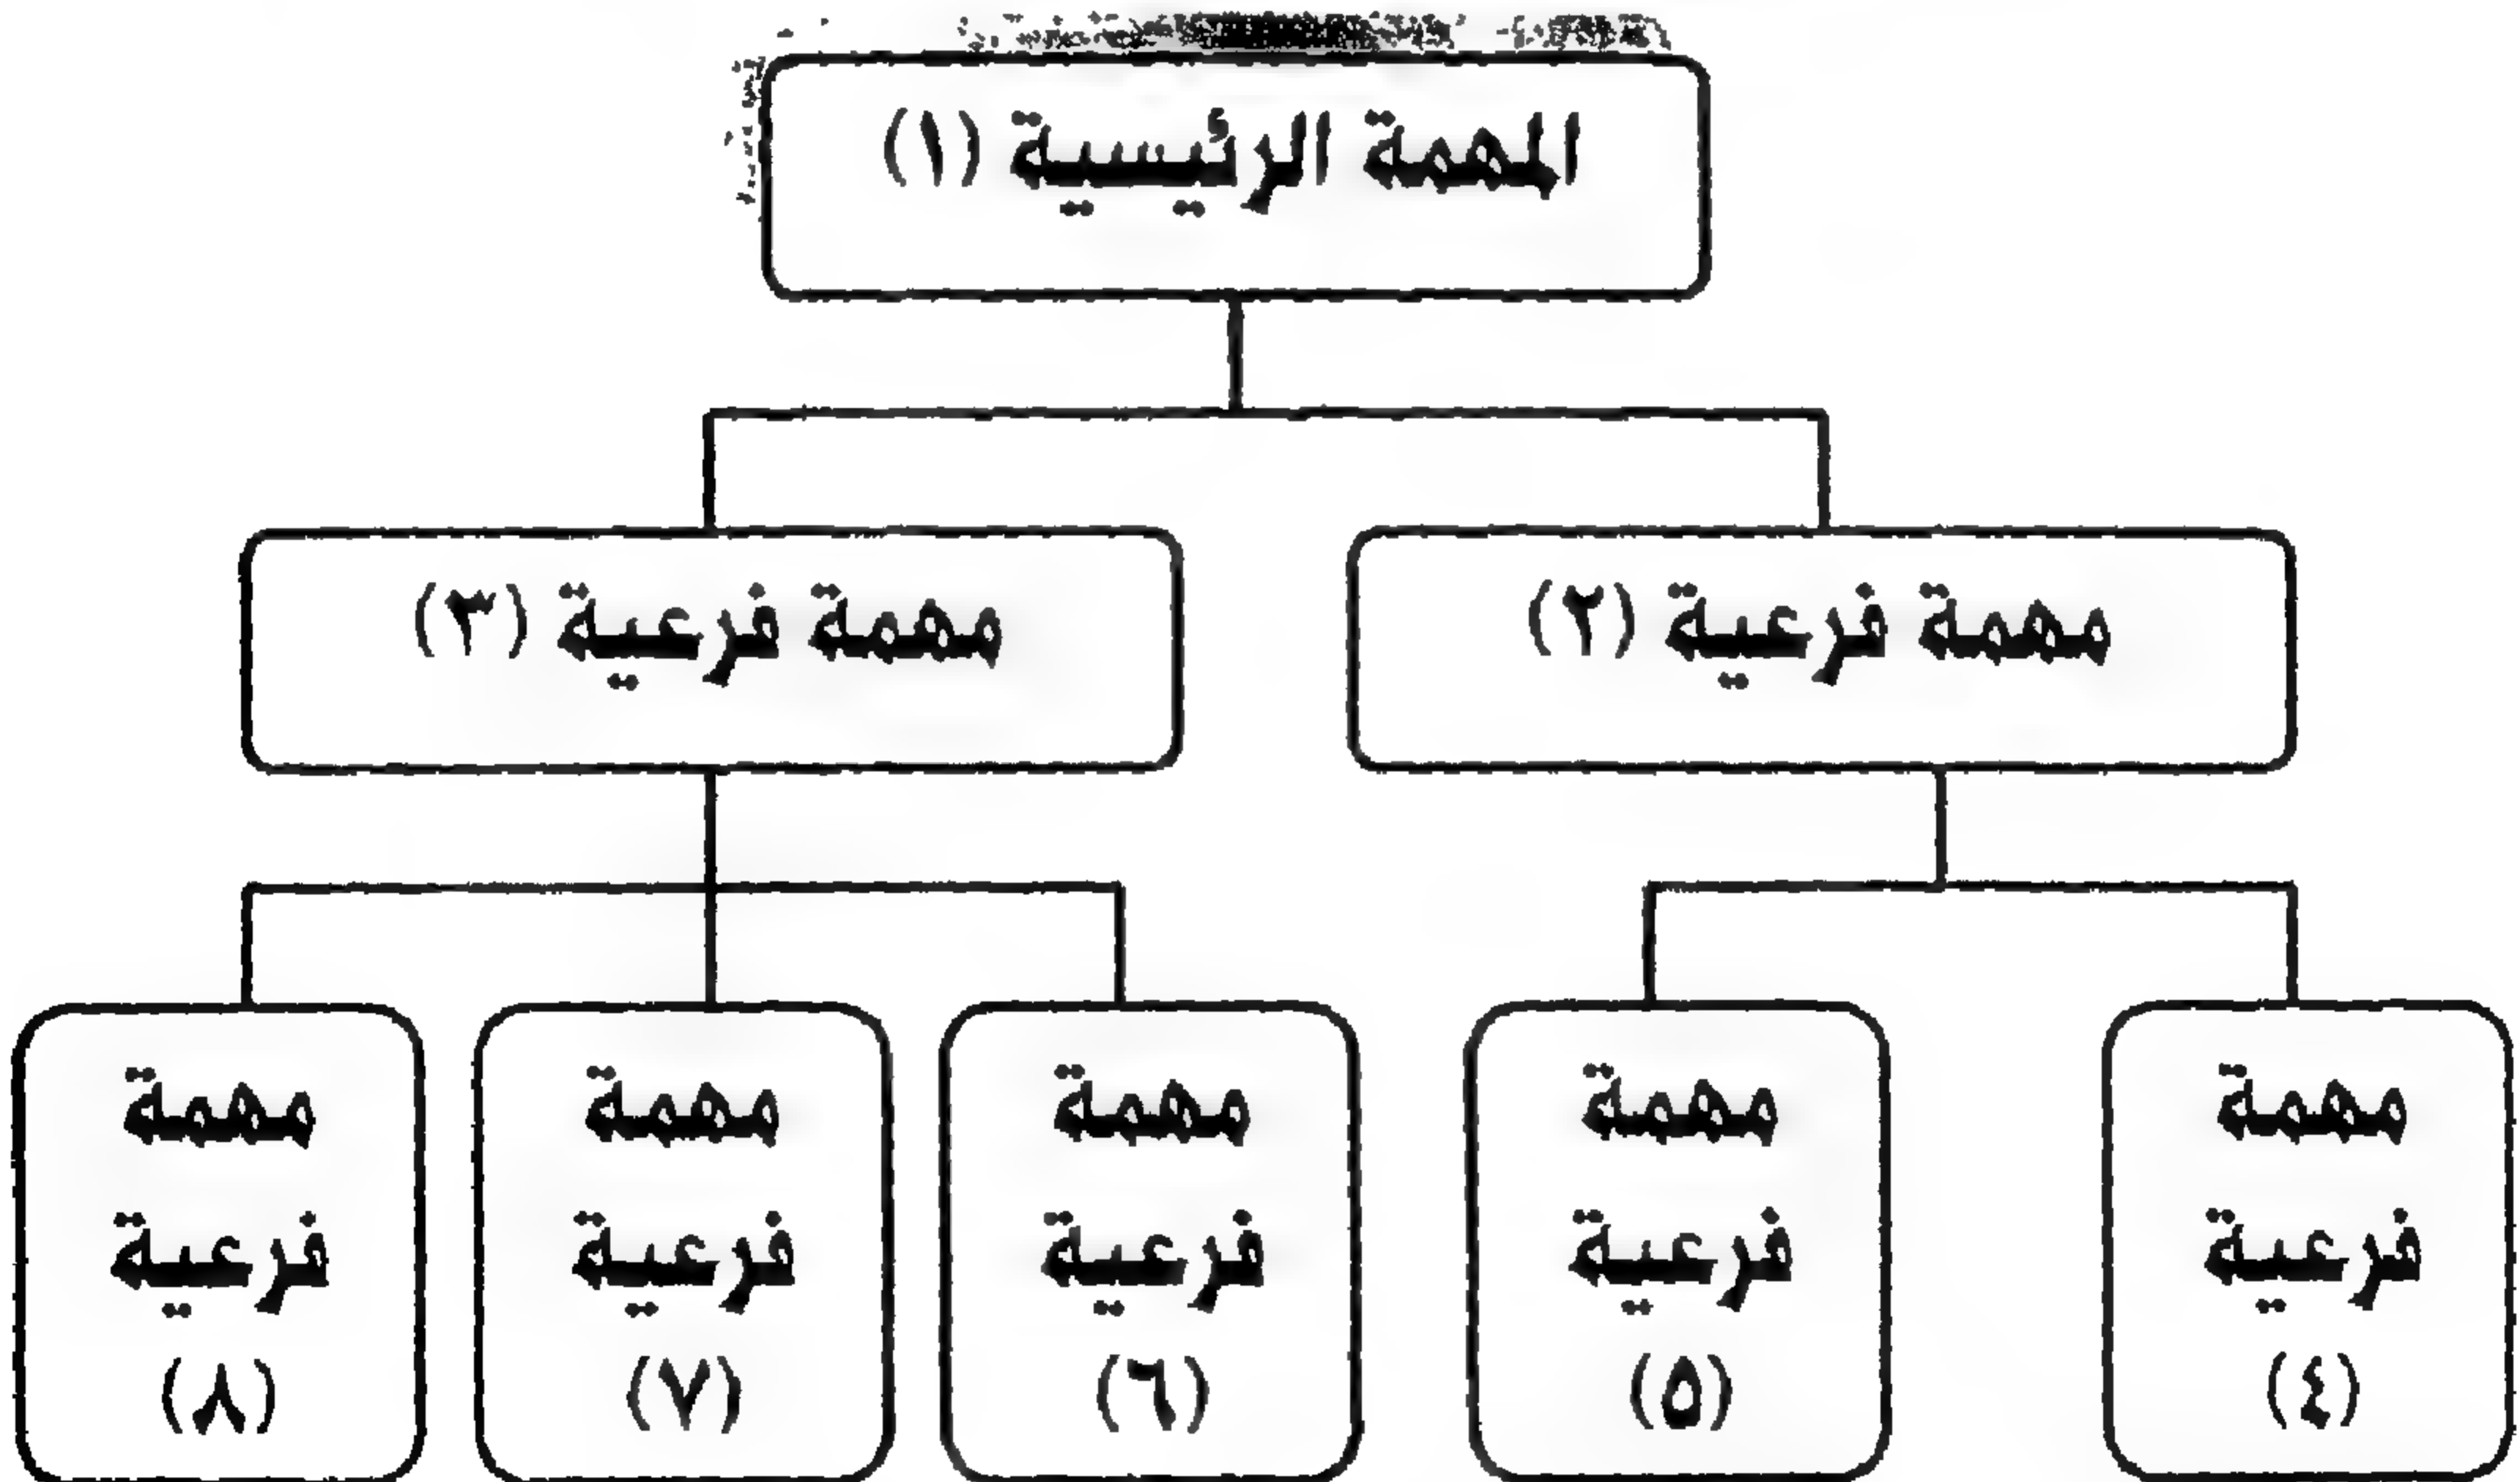 المهمة الرئيسية (١)
مهمة فرعية (٢)
مهمة فرعية (٣)
مهمة
فرعية
(٤)
مهمة
فرعية
(٥)
مهمة
فرعية
(٦)
مهمة
فرعية
(٧)
مهمة
فرعية
(٨)